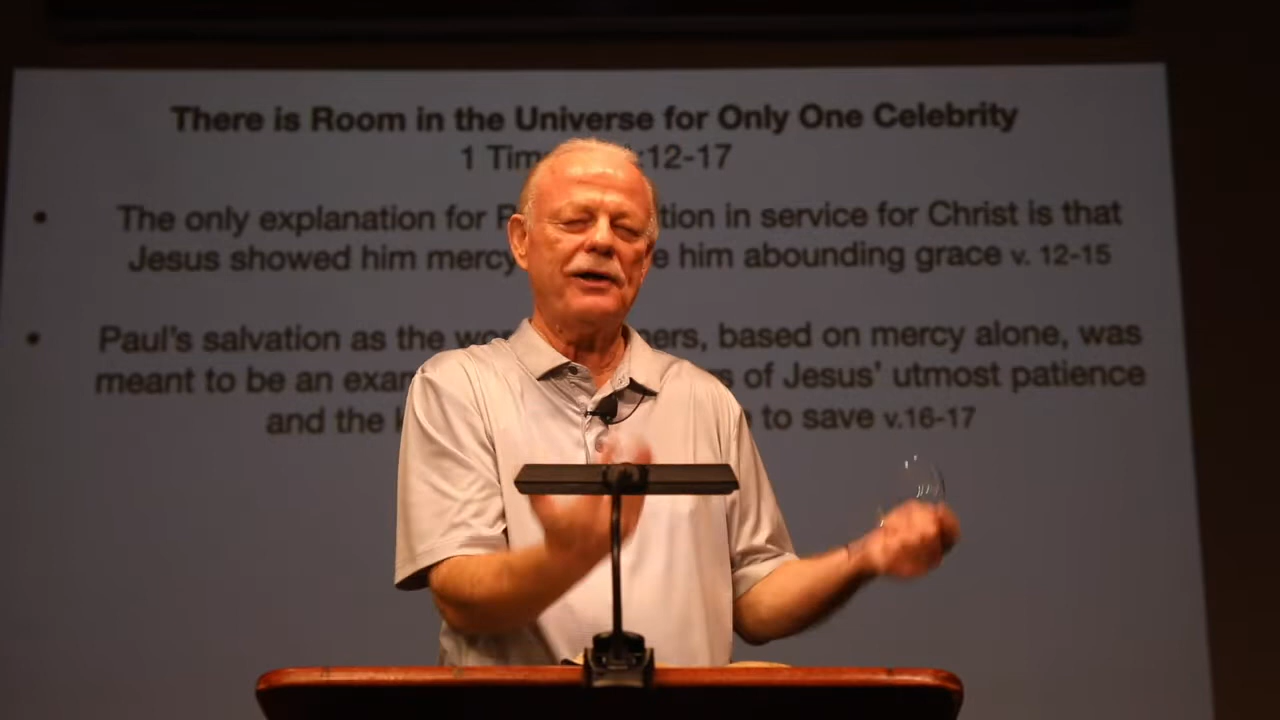 There is Room in the Universe for Only One Celebrity
1 Tim :12-17
• The only explanation for P tion in service for Christ is that
Jesus showed him mercy e him abounding grace v. 12-15
• Paul's salvation as the wo ers, based on mercy alone, was
meant to be an exam s of Jesus' utmost patience
and the to save v.16-17